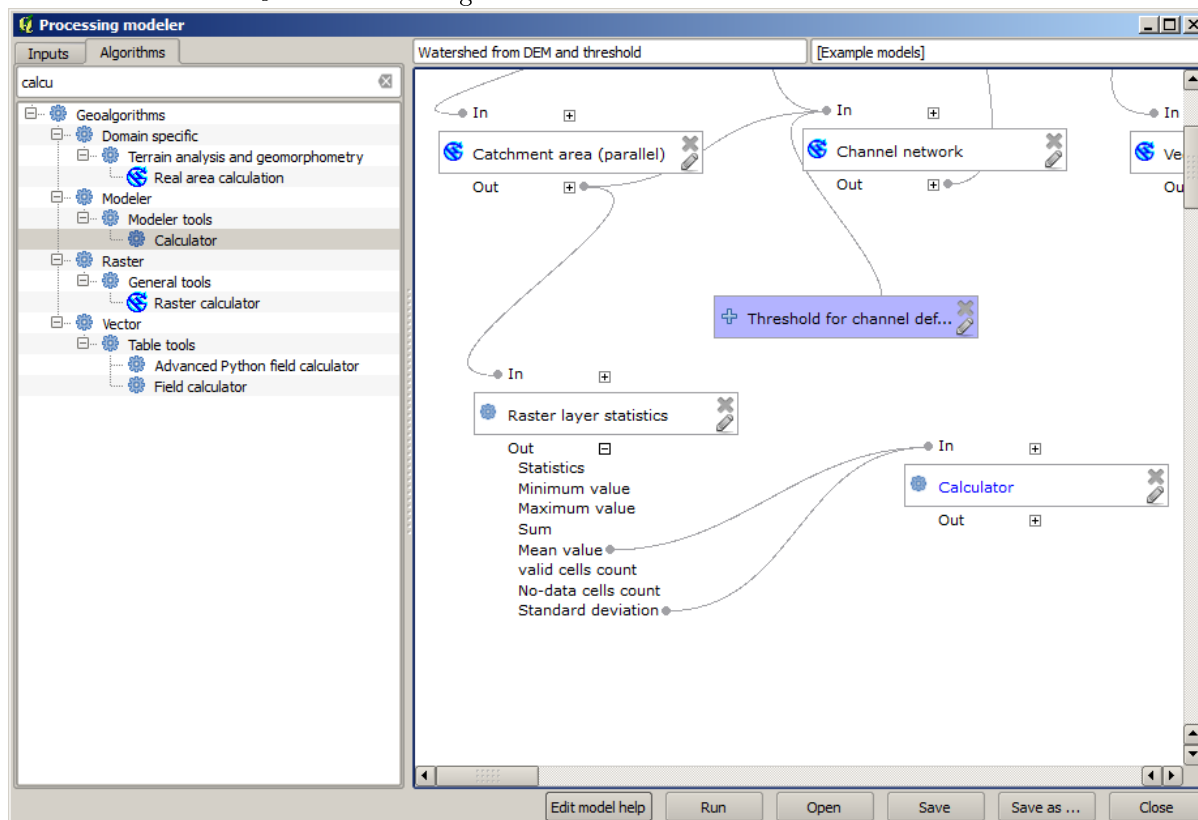 Processing modeler
Inputs
Algorithms
Watershed from DEM and threshold
[Example models]
calcu
Geoalgorithms
Domain specific
Terrain analysis and geomorphometry
Real area calculation
Modeler
Modeler tools
Calculator
Raster
General tools
Raster calculator
Vector
Table tools
Advanced Python field calculator
Field calculator
In
Catchment area (parallel)
Out
In
Channel network
Out
In
Ve
Ou
Threshold for channel def...
In
Raster layer statistics
Out
Statistics
Minimum value
Maximum value
Sum
Mean value
valid cells count
No-data cells count
Standard deviation
In
Calculator
Out
Edit model help
Run
Open
Save
Save as ...
Close